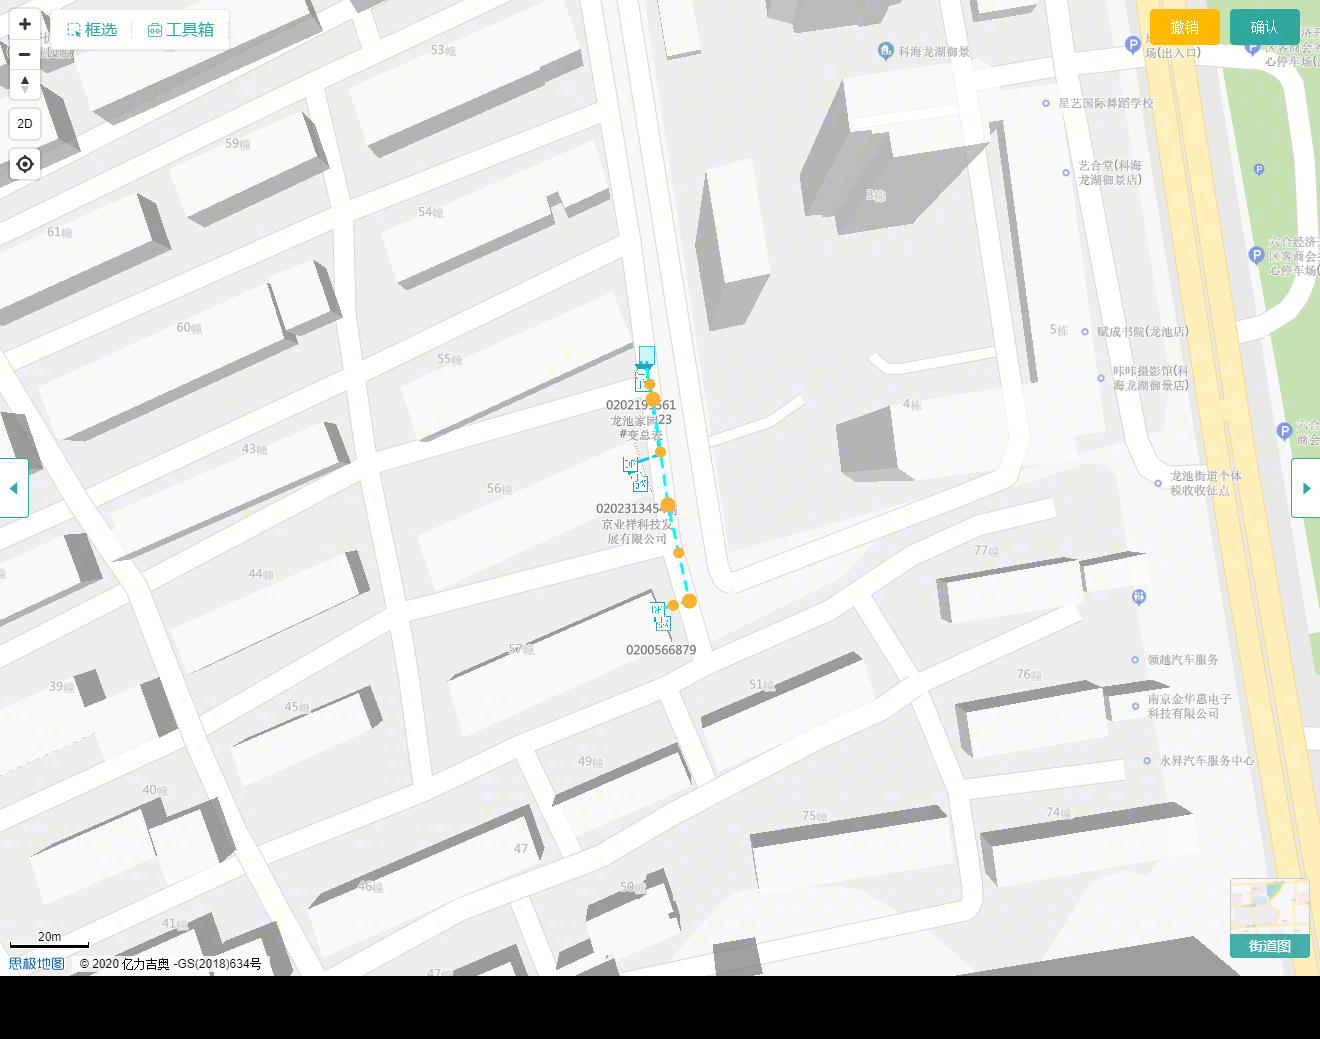 框选
工具箱
撤销
确认
2D
53幢
科海龙湖御景
场(出入口)
星艺国际舞蹈学校
59幢
艺合堂(科海
龙湖御景店)
3栋
54幢
61幢
六合经济开
区客商会务
心停车场(
60幢
55幢
5栋
赋成书院(龙池店)
咔咔摄影馆(科
海龙湖御景店)
4栋
龙池家园23
#变总表
43幢
56幢
龙池街道个体
税收收征点
京业祥科技发
展有限公司
44幢
77幢
57幢
0200566879
领越汽车服务
39幢
51幢
76幢
南京金华惠电子
科技有限公司
45幢
49幢
永昇汽车服务中心
40幢
75幢
74幢
47
46幢
50幢
41幢
20m
街道图
思极地图
© 2020 亿力吉奥 -GS(2018)634号
47幢